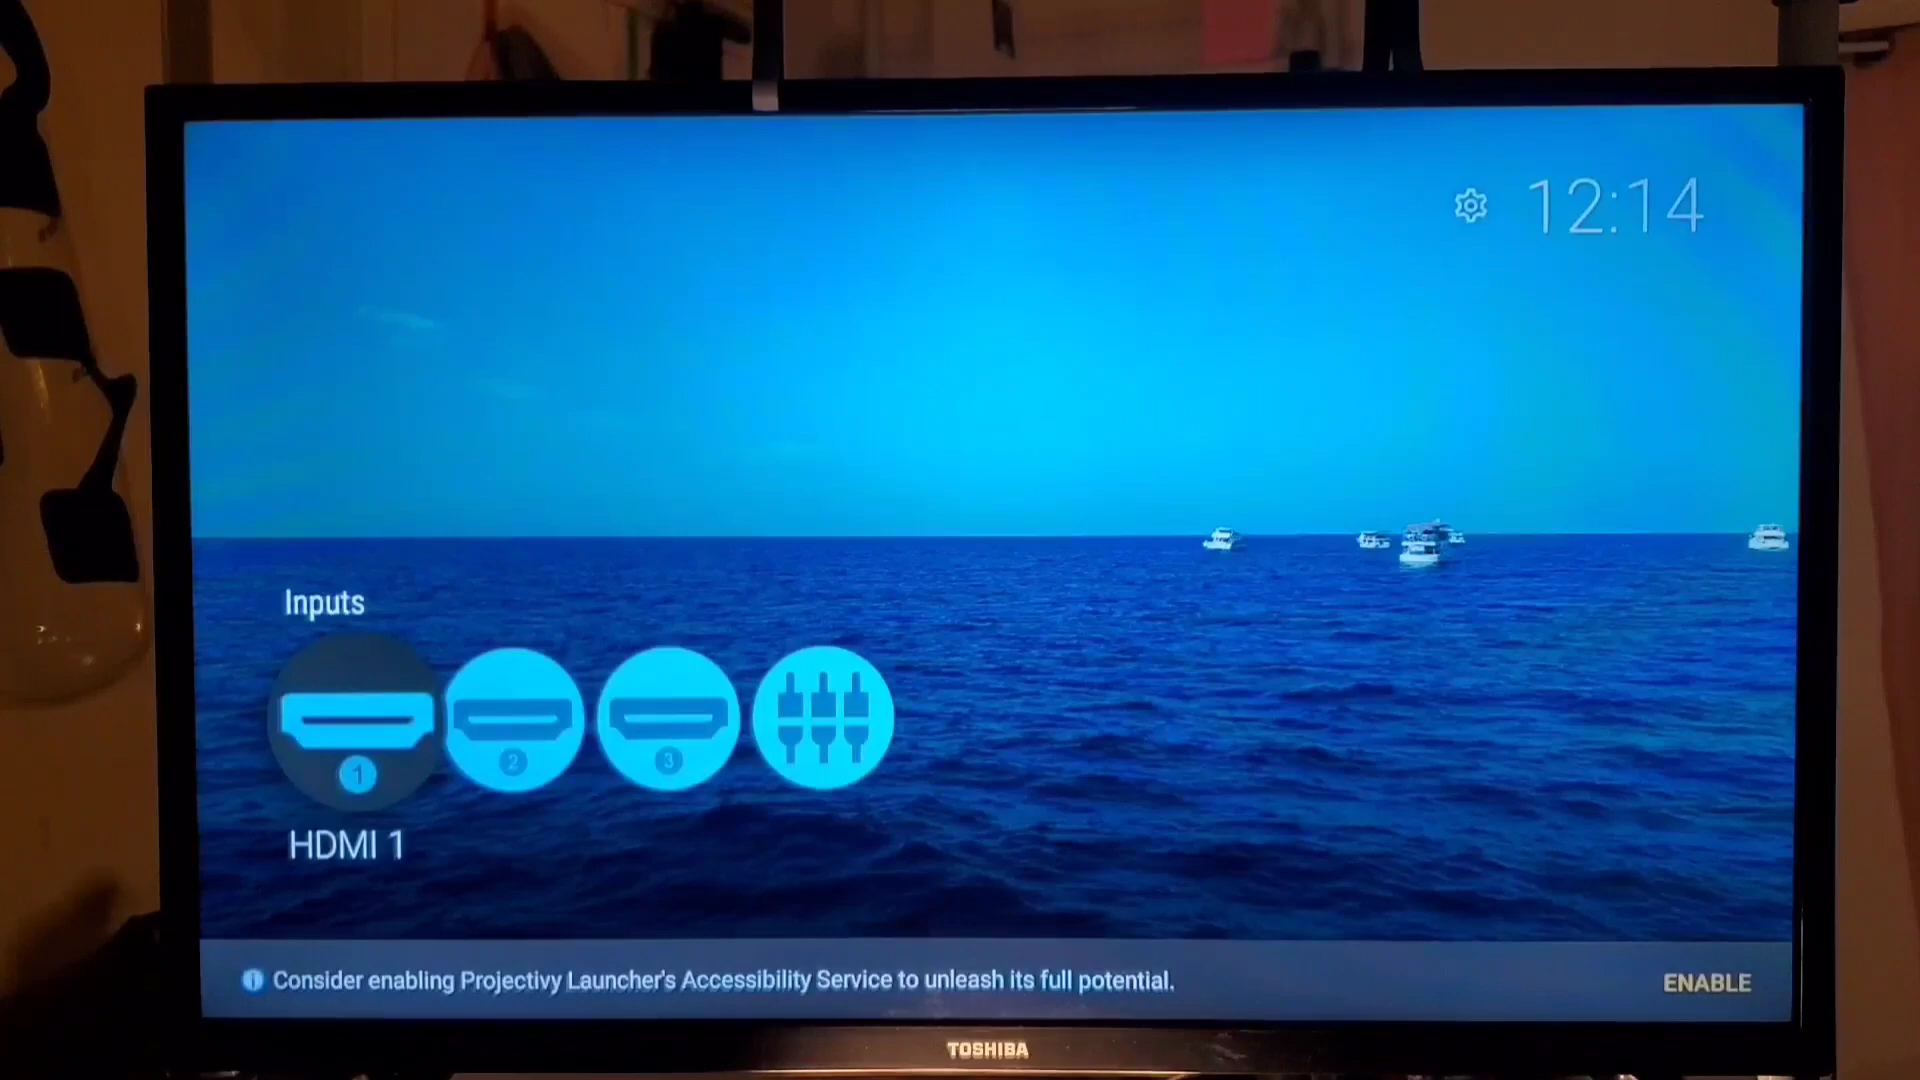 12:14
Inputs
1
2
3
HDMI 1
Consider enabling Projectivy Launcher's Accessibility Service to unleash its full potential.
ENABLE
TOSHIBA